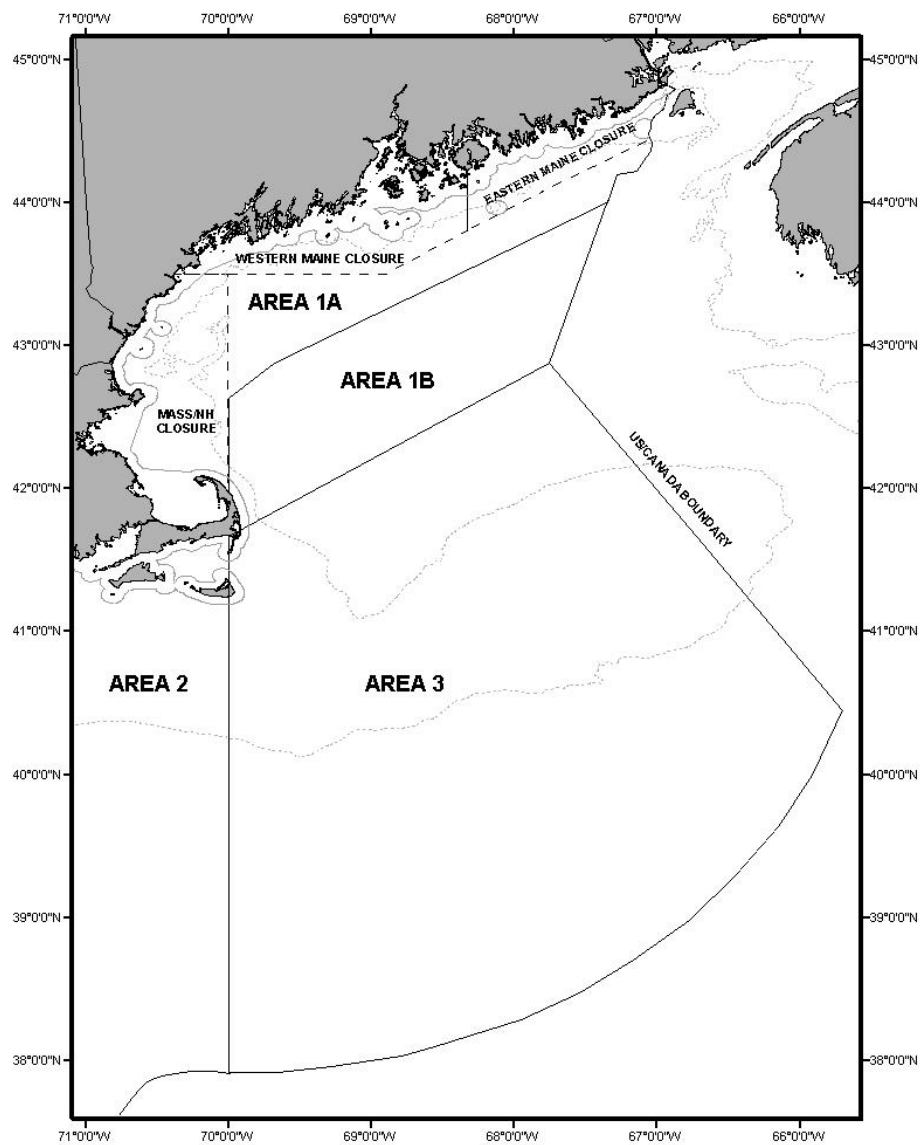 71°0'0"W 70°0'0"W 69°0'0"W 68°0'0"W 67°0'0"W 66°0'0"W
45°0'0"N 45°0'0"N
EASTERN MAINE CLOSURE
44°0'0"N 44°0'0"N
WESTERN MAINE CLOSURE
AREA 1A
43°0'0"N 43°0'0"N
AREA 1B
MASS/NH
CLOSURE
US/CANADA BOUNDARY
42°0'0"N 42°0'0"N
41°0'0"N 41°0'0"N
AREA 2 AREA 3
40°0'0"N 40°0'0"N
39°0'0"N 39°0'0"N
38°0'0"N 38°0'0"N
71°0'0"W 70°0'0"W 69°0'0"W 68°0'0"W 67°0'0"W 66°0'0"W